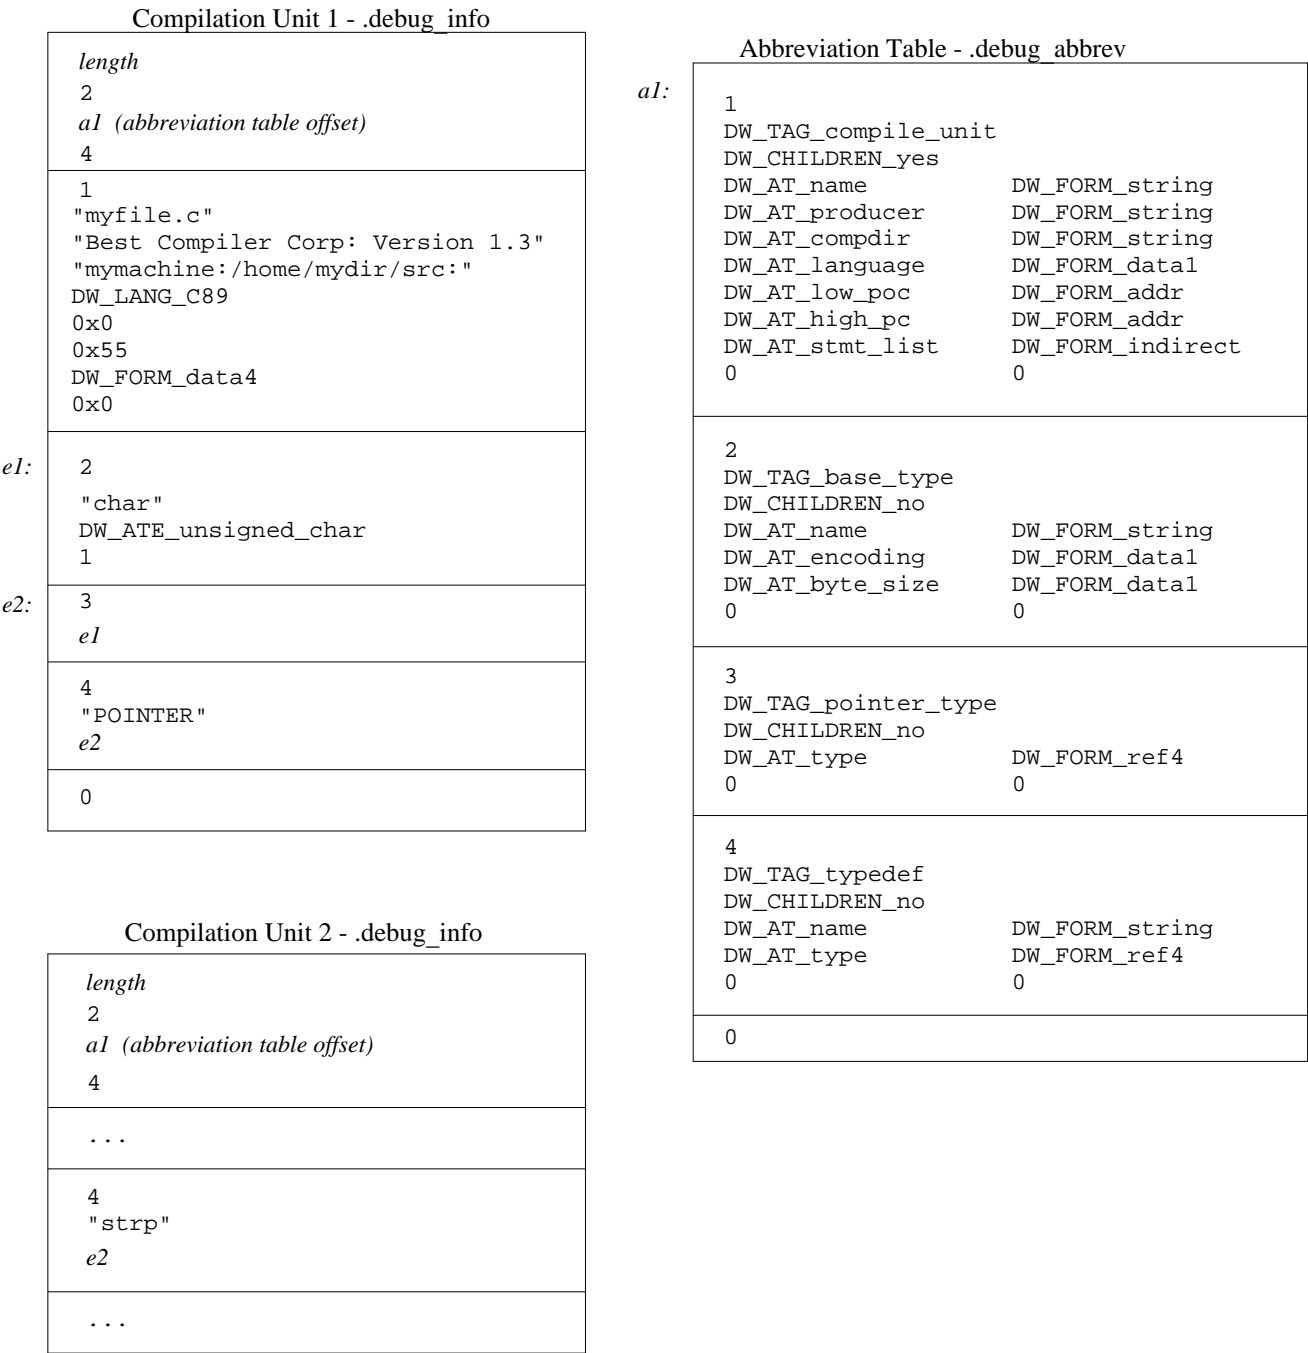 Compilation Unit 1 - .debug_info
length
2
a1 (abbreviation table offset)
4
1
"myfile.c"
"Best Compiler Corp: Version 1.3"
"mymachine:/home/mydir/src:"
DW_LANG_C89
0x0
0x55
DW_FORM_data4
0x0
e1:
2
"char"
DW_ATE_unsigned_char
1
e2:
3
e1
4
"POINTER"
e2
0
Compilation Unit 2 - .debug_info
length
2
a1 (abbreviation table offset)
4
...
4
"strp"
e2
...
Abbreviation Table - .debug_abbrev
a1:
1
DW_TAG_compile_unit
DW_CHILDREN_yes
DW_AT_name DW_FORM_string
DW_AT_producer DW_FORM_string
DW_AT_compdir DW_FORM_string
DW_AT_language DW_FORM_data1
DW_AT_low_poc DW_FORM_addr
DW_AT_high_pc DW_FORM_addr
DW_AT_stmt_list DW_FORM_indirect
0 0
2
DW_TAG_base_type
DW_CHILDREN_no
DW_AT_name DW_FORM_string
DW_AT_encoding DW_FORM_data1
DW_AT_byte_size DW_FORM_data1
0 0
3
DW_TAG_pointer_type
DW_CHILDREN_no
DW_AT_type DW_FORM_ref4
0 0
4
DW_TAG_typedef
DW_CHILDREN_no
DW_AT_name DW_FORM_string
DW_AT_type DW_FORM_ref4
0 0
0